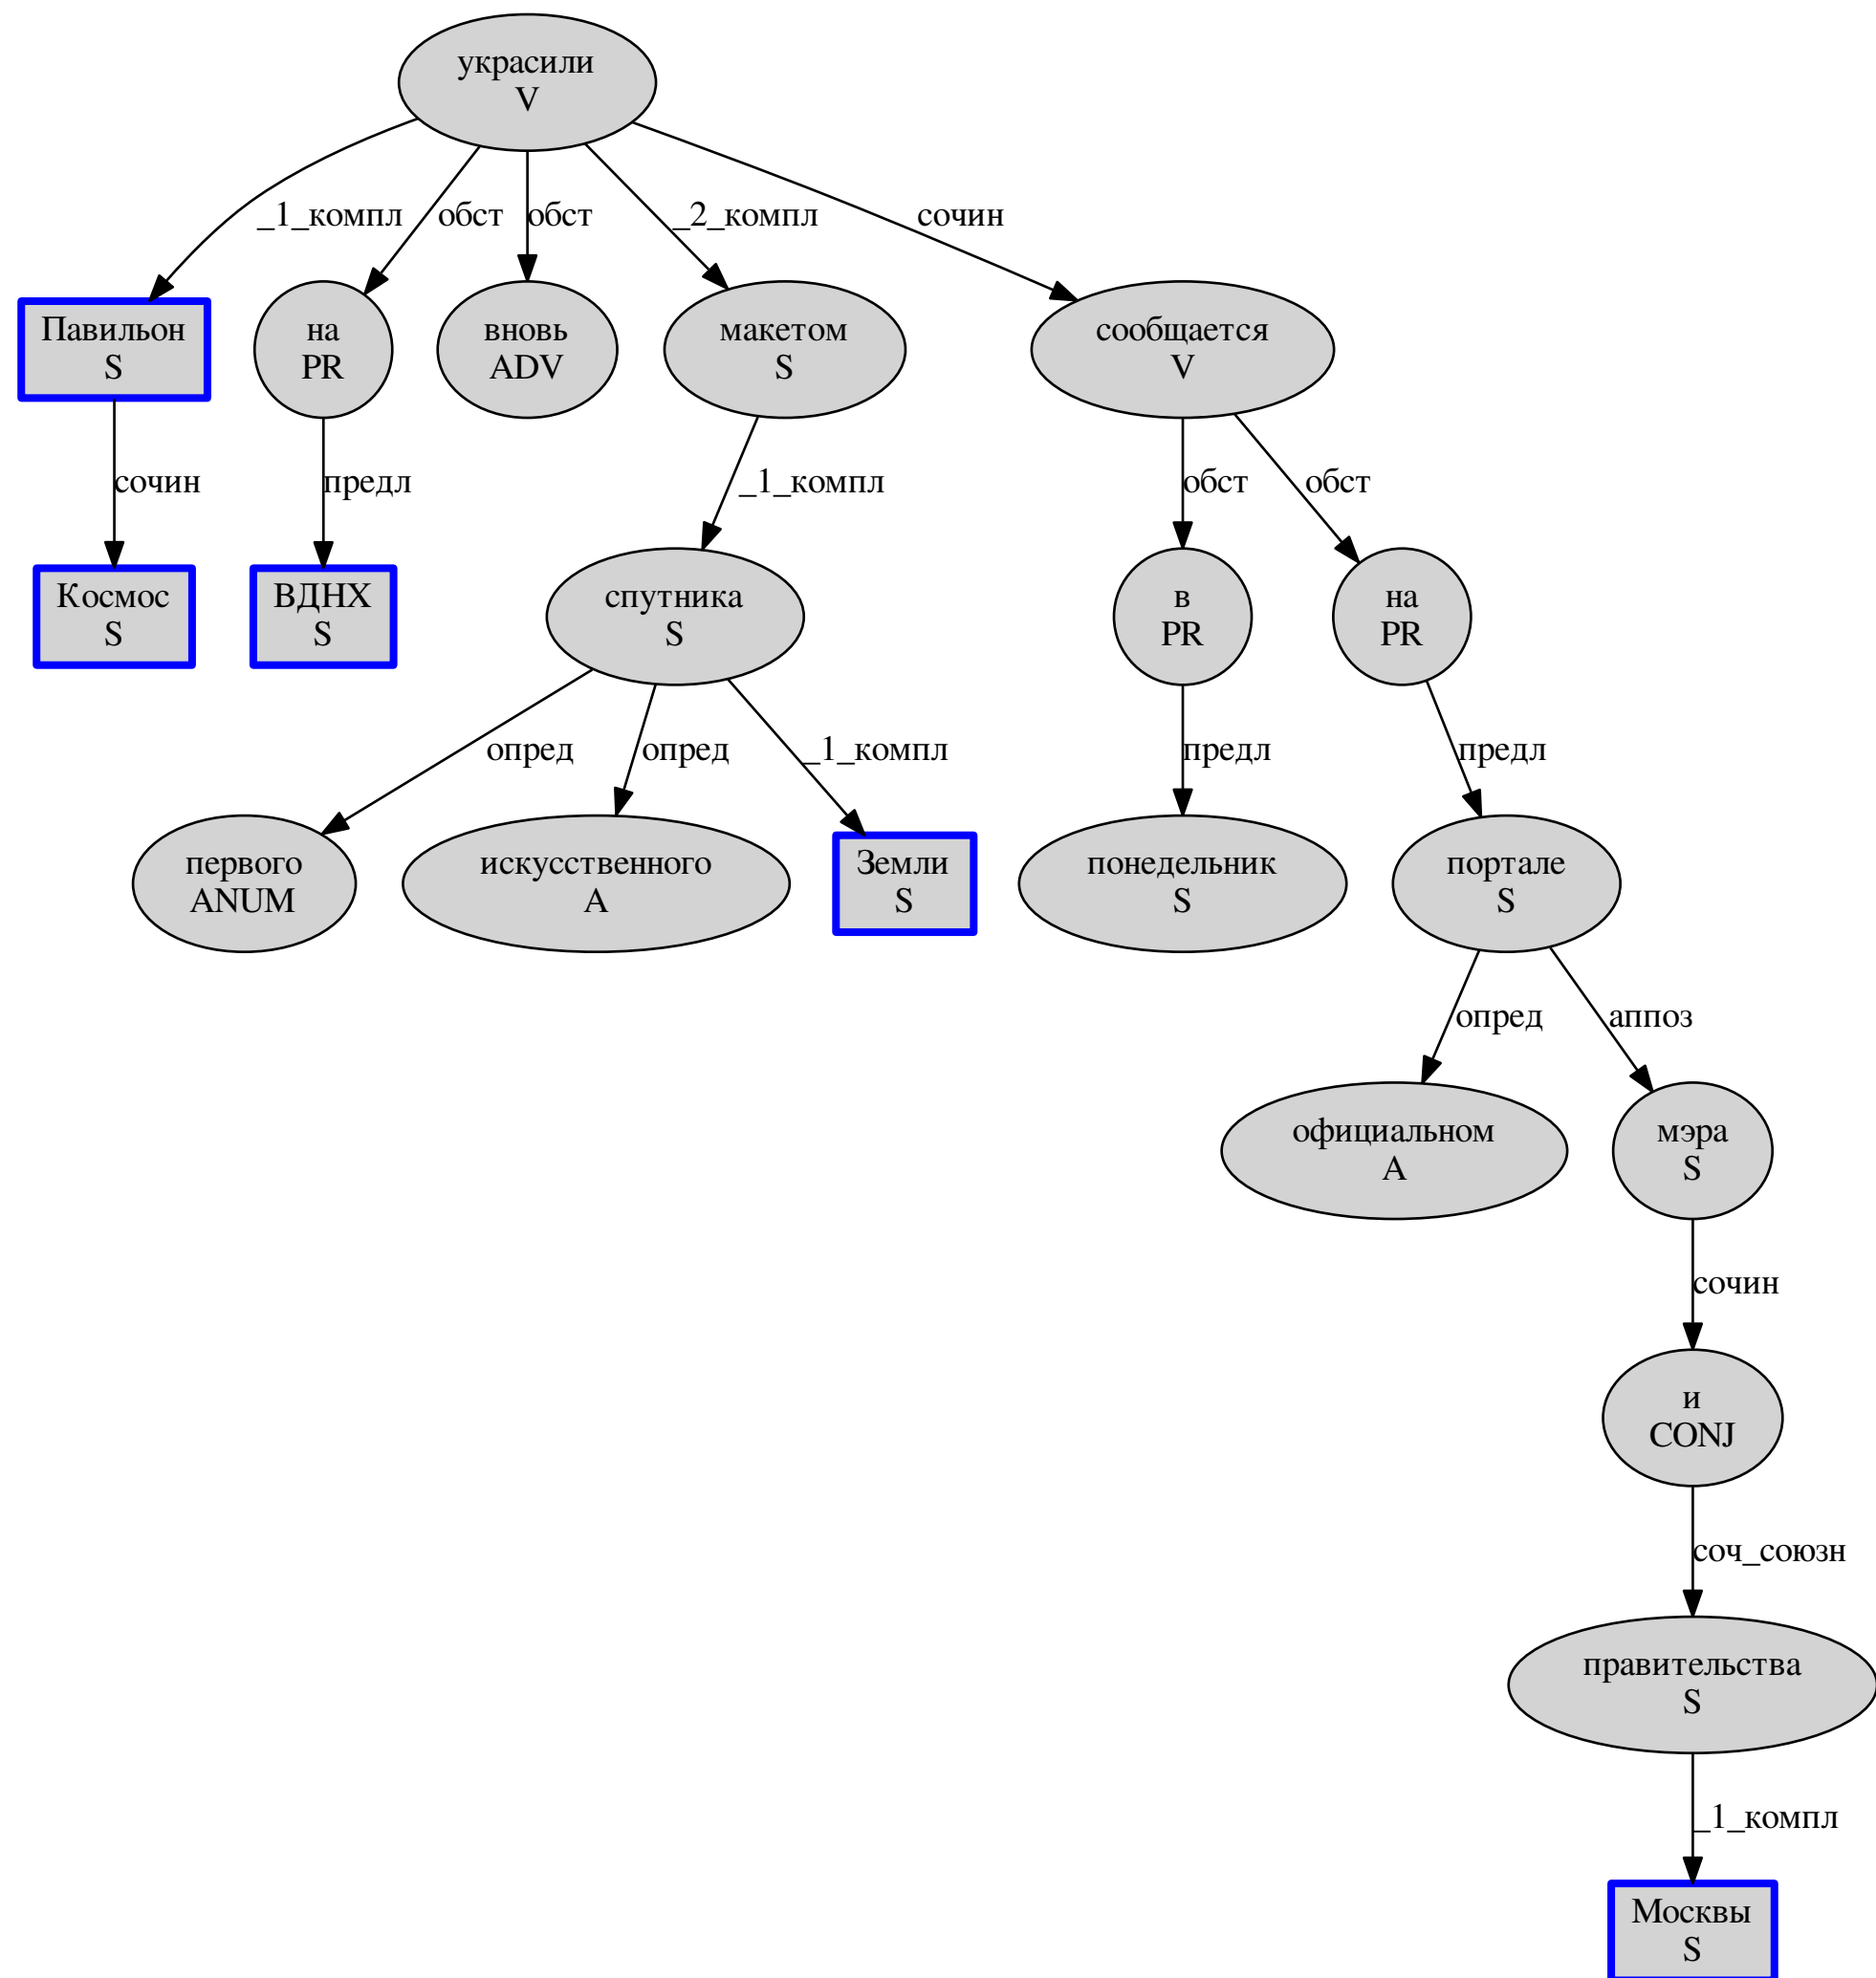 украсили
V
_1_компл
обст
обст
_2_компл
сочин
Павильон
S
на
PR
вновь
ADV
макетом
S
сообщается
V
сочин
предл
_1_компл
обст
обст
Космос
S
ВДНХ
S
спутника
S
в
PR
на
PR
опред
опред
_1_компл
предл
предл
первого
ANUM
искусственного
A
Земли
S
понедельник
S
портале
S
опред
аппоз
официальном
A
мэра
S
сочин
и
CONJ
соч_союзн
правительства
S
_1_компл
Москвы
S